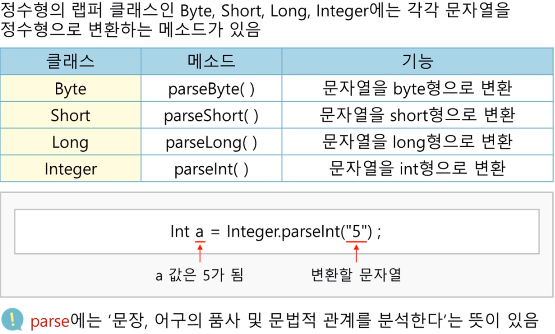 정수형의 랩퍼 클래스인 Byte, Short, Long, Integer에는 각각 문자열을
정수형으로 변환하는 메소드가 있음
클래스 메소드 기능
Byte parseByte( ) 문자열을 byte형으로 변환
Short parseShort( ) 문자열을 short형으로 변환
Long parseLong( ) 문자열을 long형으로 변환
Integer parseInt( ) 문자열을 int형으로 변환
Int a = Integer.parseInt("5") ;
a 값은 5가 됨 변환할 문자열
! parse에는 '문장, 어구의 품사 및 문법적 관계를 분석한다'는 뜻이 있음